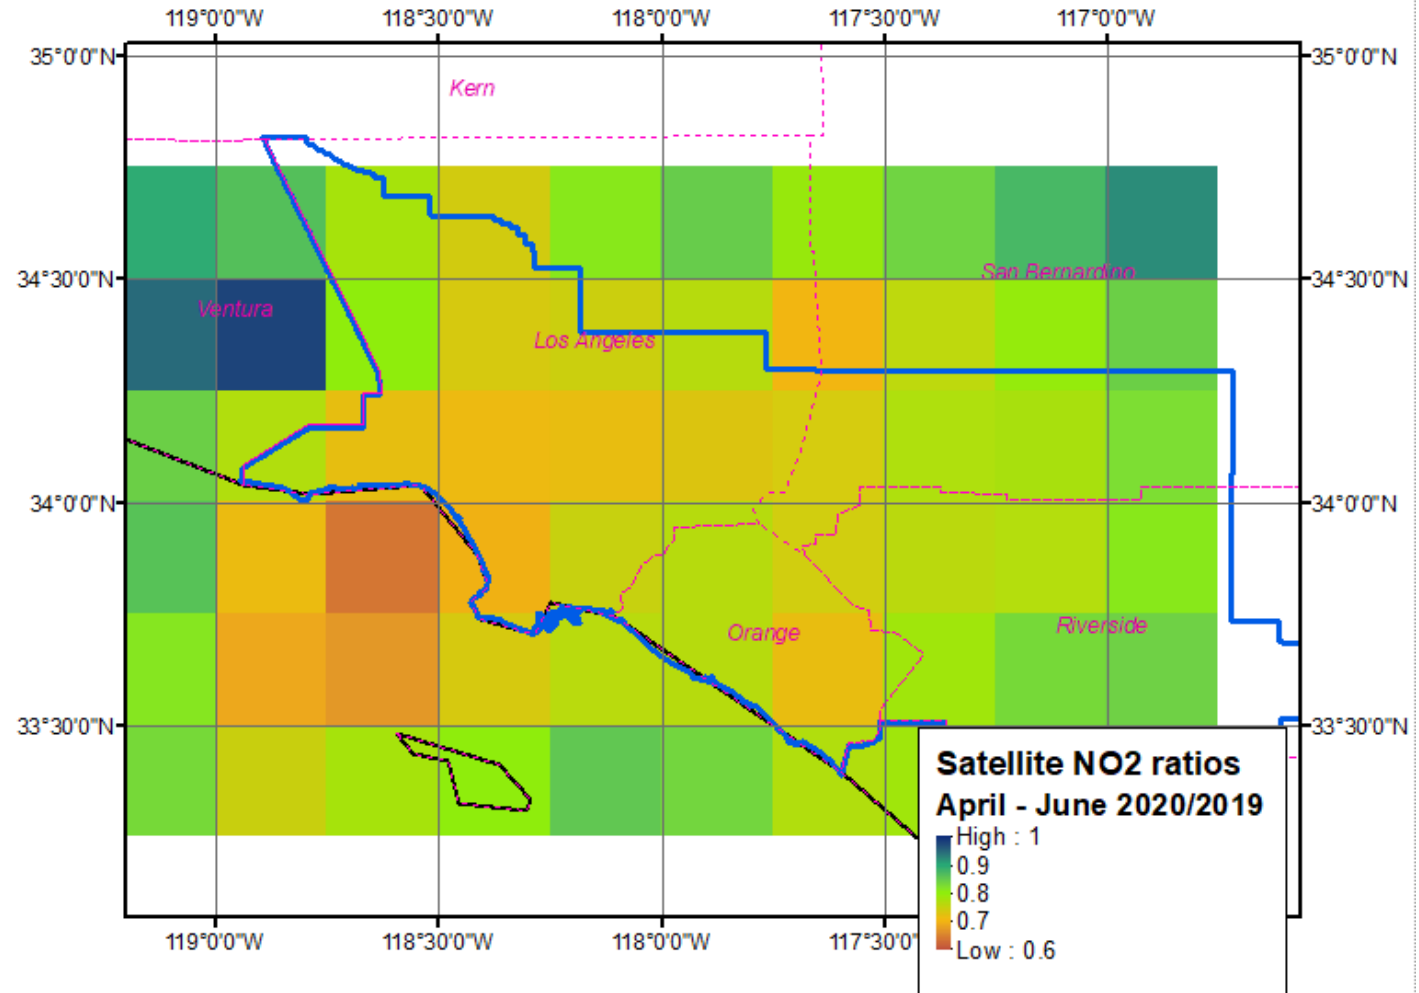 119°0'0"W 118°30'0"W 118°0'0"W 117°30'0"W 117°0'0"W
35°0'0"N 35°0'0"N
Kern
34°30'0"N San Bernardino 34°30'0"N
Ventura
Los Angeles
34°0'0"N 34°0'0"N
Orange Riverside
33°30'0"N 33°30'0"N
Satellite NO2 ratios
April - June 2020/2019
High : 1
0.9
0.8
0.7
Low : 0.6
119°0'0"W 118°30'0"W 118°0'0"W 117°30'0